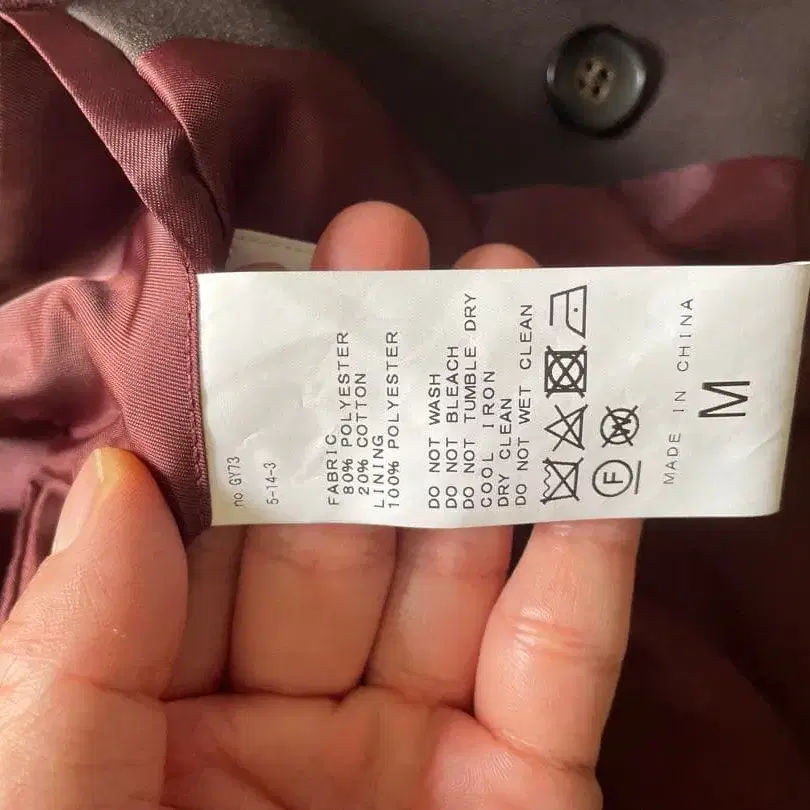 no. GY73
5-14-3
FABRIC
80% POLYESTER
20% COTTON
LINING
100% POLYESTER
DO NOT WASH
DO NOT BLEACH
DO NOT TUMBLE DRY
COOL IRON
DRY CLEAN
DO NOT WET CLEAN
F W
MADE IN CHINA
M